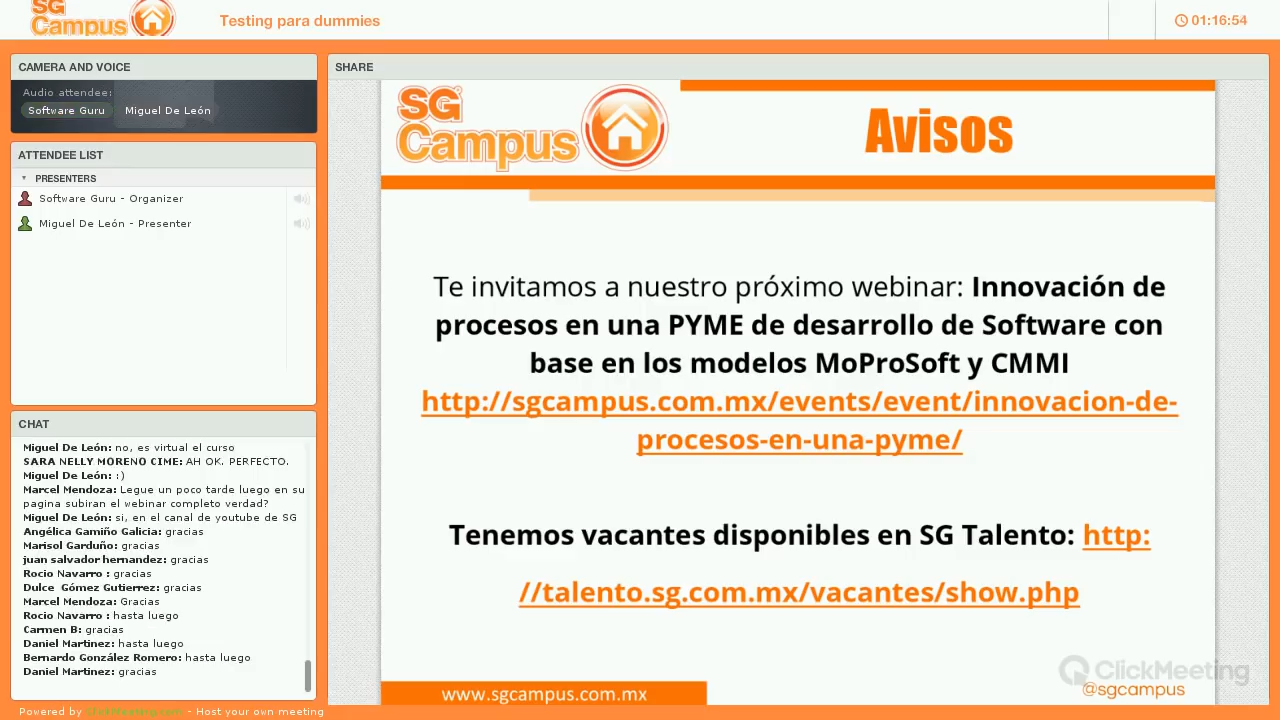 SG
Campus
Testing para dummies
01:16:54
CAMERA AND VOICE
Audio attendee:
Software Guru
Miguel De León
ATTENDEE LIST
PRESENTERS
Software Guru - Organizer
Miguel De León - Presenter
CHAT
Miguel De León: no, es virtual el curso
SARA NELLY MORENO CIME: AH OK. PERFECTO.
Miguel De León: :)
Marcel Mendoza: Legue un poco tarde luego en su
pagina subiran el webinar completo verdad?
Miguel De León: si, en el canal de youtube de SG
Angélica Gamiño Galicia: gracias
Marisol Garduño: gracias
juan salvador hernandez: gracias
Rocio Navarro : gracias
Dulce Gómez Gutierrez: gracias
Marcel Mendoza: Gracias
Rocio Navarro : hasta luego
Carmen B: gracias
Daniel Martinez: hasta luego
Bernardo González Romero: hasta luego
Daniel Martinez: gracias
Powered by ClickMeeting.com - Host your own meeting
SHARE
SG
Campus
Avisos
Te invitamos a nuestro próximo webinar: Innovación de
procesos en una PYME de desarrollo de Software con
base en los modelos MoProSoft y CMMI
http://sgcampus.com.mx/events/event/innovacion-de-
procesos-en-una-pyme/
Tenemos vacantes disponibles en SG Talento: http:
//talento.sg.com.mx/vacantes/show.php
ClickMeeting
www.sgcampus.com.mx
@sgcampus